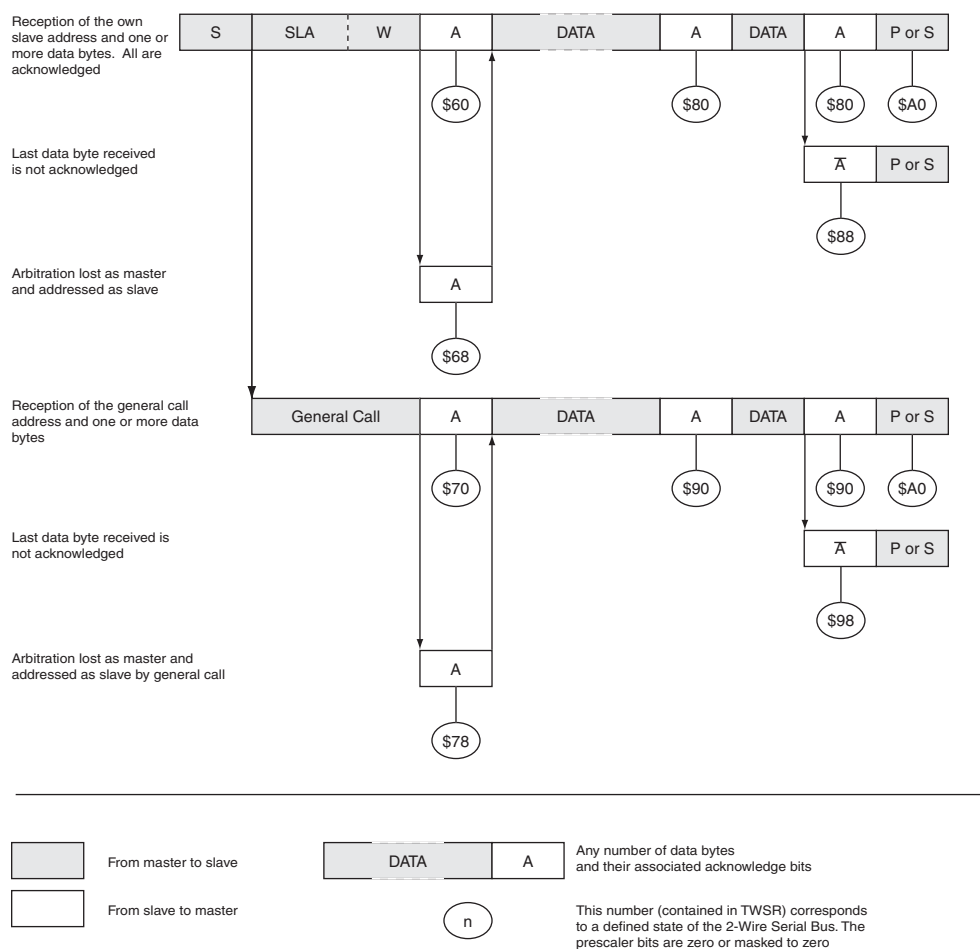 Reception of the own
slave address and one or
more data bytes. All are
acknowledged
S SLA W A DATA A DATA A P or S
$60 $80 $80 $A0
Last data byte received
is not acknowledged
A̅ P or S
$88
Arbitration lost as master
and addressed as slave
A
$68
Reception of the general call
address and one or more data
bytes
General Call A DATA A DATA A P or S
$70 $90 $90 $A0
Last data byte received is
not acknowledged
A̅ P or S
$98
Arbitration lost as master and
addressed as slave by general call
A
$78
From master to slave
DATA A
Any number of data bytes
and their associated acknowledge bits
From slave to master
n
This number (contained in TWSR) corresponds
to a defined state of the 2-Wire Serial Bus. The
prescaler bits are zero or masked to zero